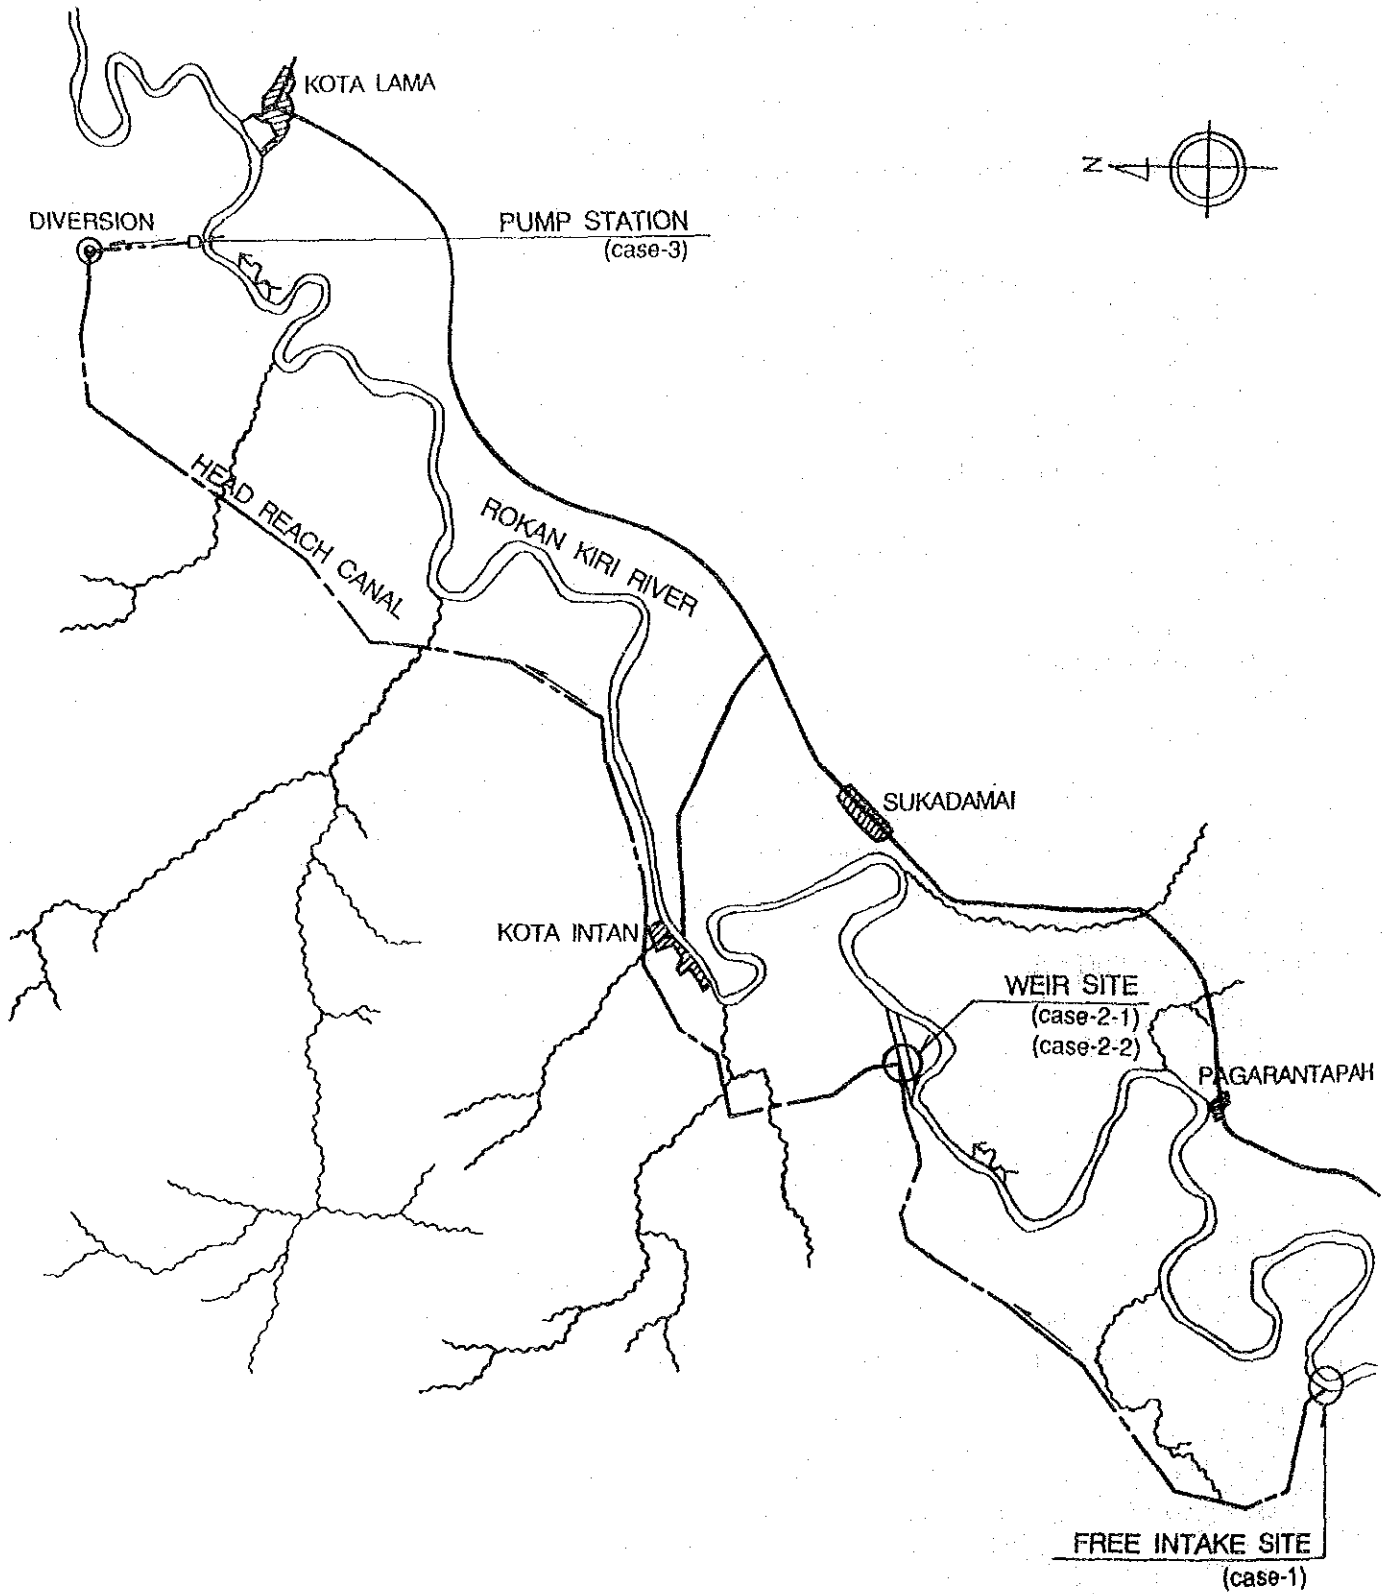 KOTA LAMA
N
DIVERSION
PUMP STATION
(case-3)
HEAD REACH CANAL
ROKAN KIRI RIVER
SUKADAMAI
KOTA INTAN
WEIR SITE
(case-2-1)
(case-2-2)
PAGARANTAPAH
FREE INTAKE SITE
(case-1)